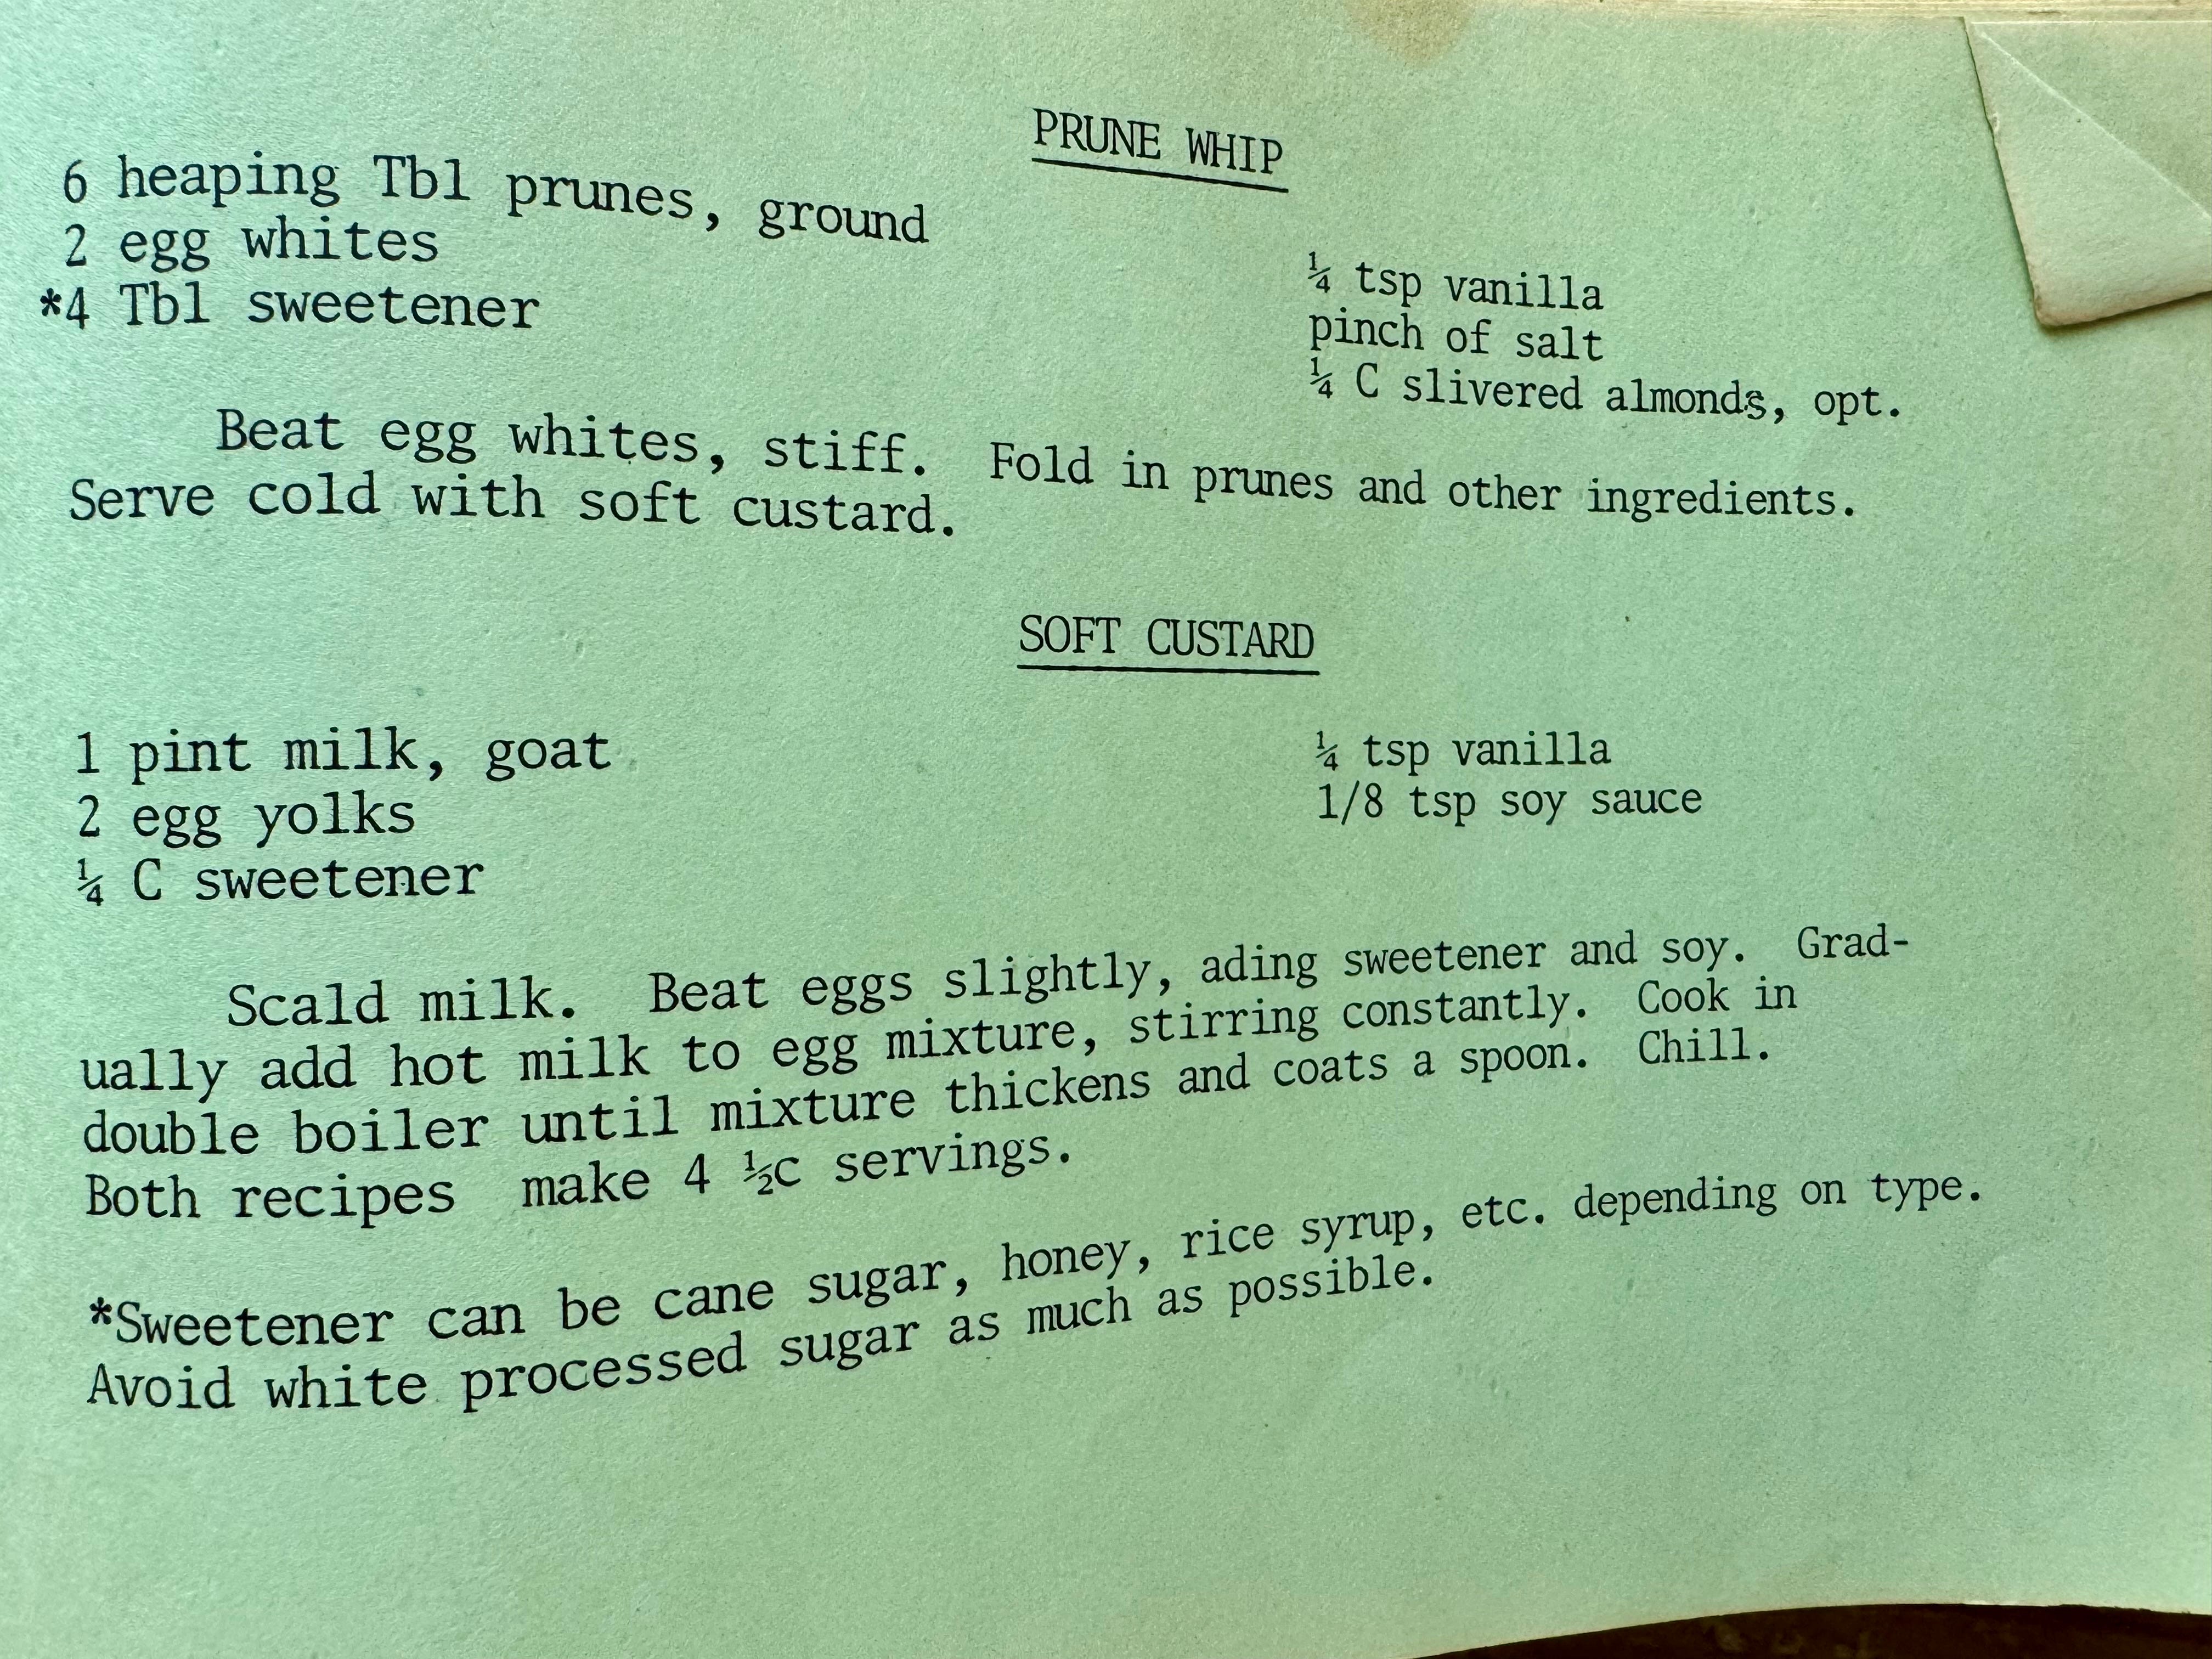 PRUNE WHIP
6 heaping Tbl prunes, ground
2 egg whites
*4 Tbl sweetener
¼ tsp vanilla
pinch of salt
¼ C slivered almonds, opt.
Beat egg whites, stiff. Fold in prunes and other ingredients.
Serve cold with soft custard.
SOFT CUSTARD
1 pint milk, goat
2 egg yolks
¼ C sweetener
¼ tsp vanilla
1/8 tsp soy sauce
Scald milk. Beat eggs slightly, ading sweetener and soy. Grad-
ually add hot milk to egg mixture, stirring constantly. Cook in
double boiler until mixture thickens and coats a spoon. Chill.
Both recipes make 4 ½c servings.
*Sweetener can be cane sugar, honey, rice syrup, etc. depending on type.
Avoid white processed sugar as much as possible.